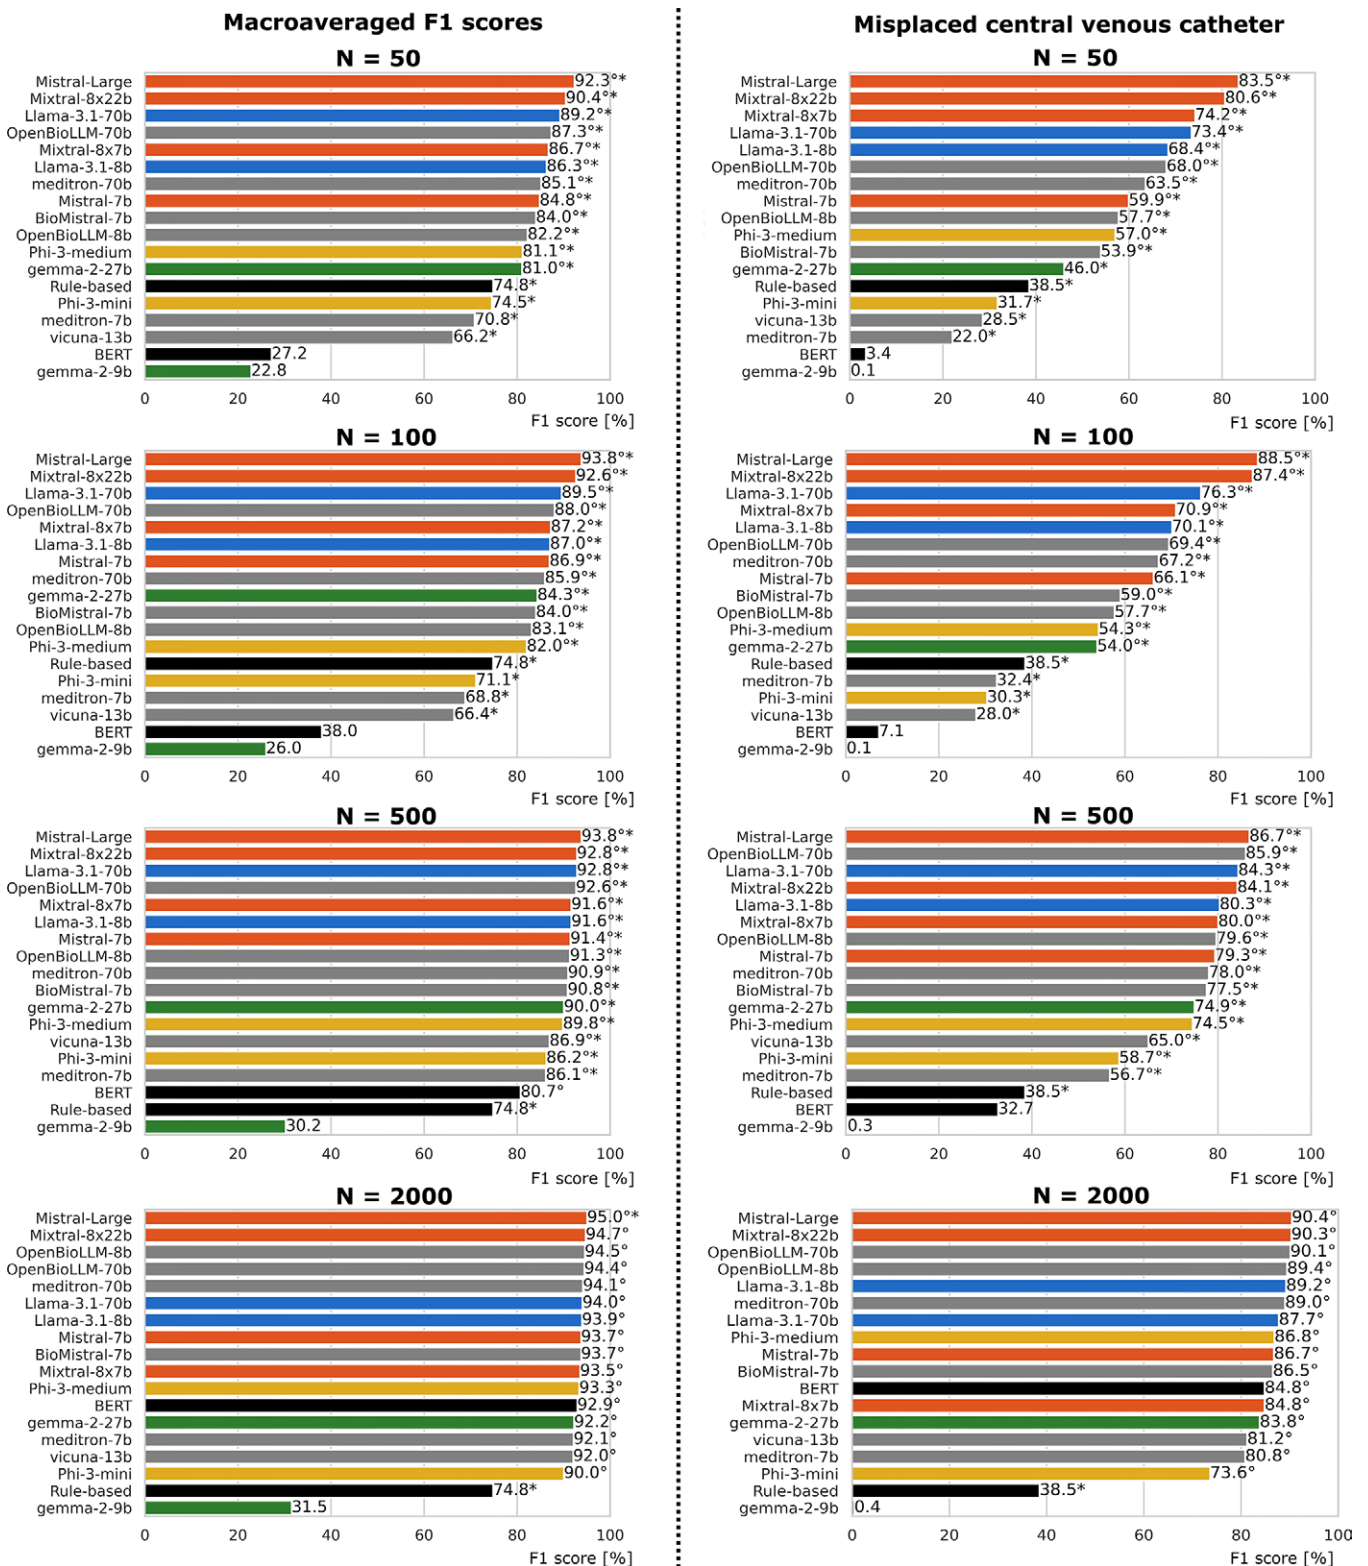 Macroaveraged F1 scores
N = 50
Mistral-Large 92.3°*
Mixtral-8x22b 90.4°*
Llama-3.1-70b 89.2°*
OpenBioLLM-70b 87.3°*
Mixtral-8x7b 86.7°*
Llama-3.1-8b 86.3°*
meditron-70b 85.1°*
Mistral-7b 84.8°*
BioMistral-7b 84.0°*
OpenBioLLM-8b 82.2°*
Phi-3-medium 81.1°*
gemma-2-27b 81.0°*
Rule-based 74.8*
Phi-3-mini 74.5*
meditron-7b 70.8*
vicuna-13b 66.2*
BERT 27.2
gemma-2-9b 22.8
0 20 40 60 80 100
F1 score [%]
N = 100
Mistral-Large 93.8°*
Mixtral-8x22b 92.6°*
Llama-3.1-70b 89.5°*
OpenBioLLM-70b 88.0°*
Mixtral-8x7b 87.2°*
Llama-3.1-8b 87.0°*
Mistral-7b 86.9°*
meditron-70b 85.9°*
gemma-2-27b 84.3°*
BioMistral-7b 84.0°*
OpenBioLLM-8b 83.1°*
Phi-3-medium 82.0°*
Rule-based 74.8*
Phi-3-mini 71.1*
meditron-7b 68.8*
vicuna-13b 66.4*
BERT 38.0
gemma-2-9b 26.0
0 20 40 60 80 100
F1 score [%]
N = 500
Mistral-Large 93.8°*
Mixtral-8x22b 92.8°*
Llama-3.1-70b 92.8°*
OpenBioLLM-70b 92.6°*
Mixtral-8x7b 91.6°*
Llama-3.1-8b 91.6°*
Mistral-7b 91.4°*
OpenBioLLM-8b 91.3°*
meditron-70b 90.9°*
BioMistral-7b 90.8°*
gemma-2-27b 90.0°*
Phi-3-medium 89.8°*
vicuna-13b 86.9°*
Phi-3-mini 86.2°*
meditron-7b 86.1°*
BERT 80.7°
Rule-based 74.8*
gemma-2-9b 30.2
0 20 40 60 80 100
F1 score [%]
N = 2000
Mistral-Large 95.0°*
Mixtral-8x22b 94.7°
OpenBioLLM-8b 94.5°
OpenBioLLM-70b 94.4°
meditron-70b 94.1°
Llama-3.1-70b 94.0°
Llama-3.1-8b 93.9°
Mistral-7b 93.7°
BioMistral-7b 93.7°
Mixtral-8x7b 93.5°
Phi-3-medium 93.3°
BERT 92.9°
gemma-2-27b 92.2°
meditron-7b 92.1°
vicuna-13b 92.0°
Phi-3-mini 90.0°
Rule-based 74.8*
gemma-2-9b 31.5
0 20 40 60 80 100
F1 score [%]
Misplaced central venous catheter
N = 50
Mistral-Large 83.5°*
Mixtral-8x22b 80.6°*
Mixtral-8x7b 74.2°*
Llama-3.1-70b 73.4°*
Llama-3.1-8b 68.4°*
OpenBioLLM-70b 68.0°*
meditron-70b 63.5°*
Mistral-7b 59.9°*
OpenBioLLM-8b 57.7°*
Phi-3-medium 57.0°*
BioMistral-7b 53.9°*
gemma-2-27b 46.0*
Rule-based 38.5*
Phi-3-mini 31.7*
vicuna-13b 28.5*
meditron-7b 22.0*
BERT 3.4
gemma-2-9b 0.1
0 20 40 60 80 100
F1 score [%]
N = 100
Mistral-Large 88.5°*
Mixtral-8x22b 87.4°*
Llama-3.1-70b 76.3°*
Mixtral-8x7b 70.9°*
Llama-3.1-8b 70.1°*
OpenBioLLM-70b 69.4°*
meditron-70b 67.2°*
Mistral-7b 66.1°*
BioMistral-7b 59.0°*
OpenBioLLM-8b 57.7°*
Phi-3-medium 54.3°*
gemma-2-27b 54.0°*
Rule-based 38.5*
meditron-7b 32.4*
Phi-3-mini 30.3*
vicuna-13b 28.0*
BERT 7.1
gemma-2-9b 0.1
0 20 40 60 80 100
F1 score [%]
N = 500
Mistral-Large 86.7°*
OpenBioLLM-70b 85.9°*
Llama-3.1-70b 84.3°*
Mixtral-8x22b 84.1°*
Llama-3.1-8b 80.3°*
Mixtral-8x7b 80.0°*
OpenBioLLM-8b 79.6°*
Mistral-7b 79.3°*
meditron-70b 78.0°*
BioMistral-7b 77.5°*
gemma-2-27b 74.9°*
Phi-3-medium 74.5°*
vicuna-13b 65.0°*
Phi-3-mini 58.7°*
meditron-7b 56.7°*
Rule-based 38.5*
BERT 32.7
gemma-2-9b 0.3
0 20 40 60 80 100
F1 score [%]
N = 2000
Mistral-Large 90.4°
Mixtral-8x22b 90.3°
OpenBioLLM-70b 90.1°
OpenBioLLM-8b 89.4°
Llama-3.1-8b 89.2°
meditron-70b 89.0°
Llama-3.1-70b 87.7°
Phi-3-medium 86.8°
Mistral-7b 86.7°
BioMistral-7b 86.5°
BERT 84.8°
Mixtral-8x7b 84.8°
gemma-2-27b 83.8°
vicuna-13b 81.2°
meditron-7b 80.8°
Phi-3-mini 73.6°
Rule-based 38.5*
gemma-2-9b 0.4
0 20 40 60 80 100
F1 score [%]